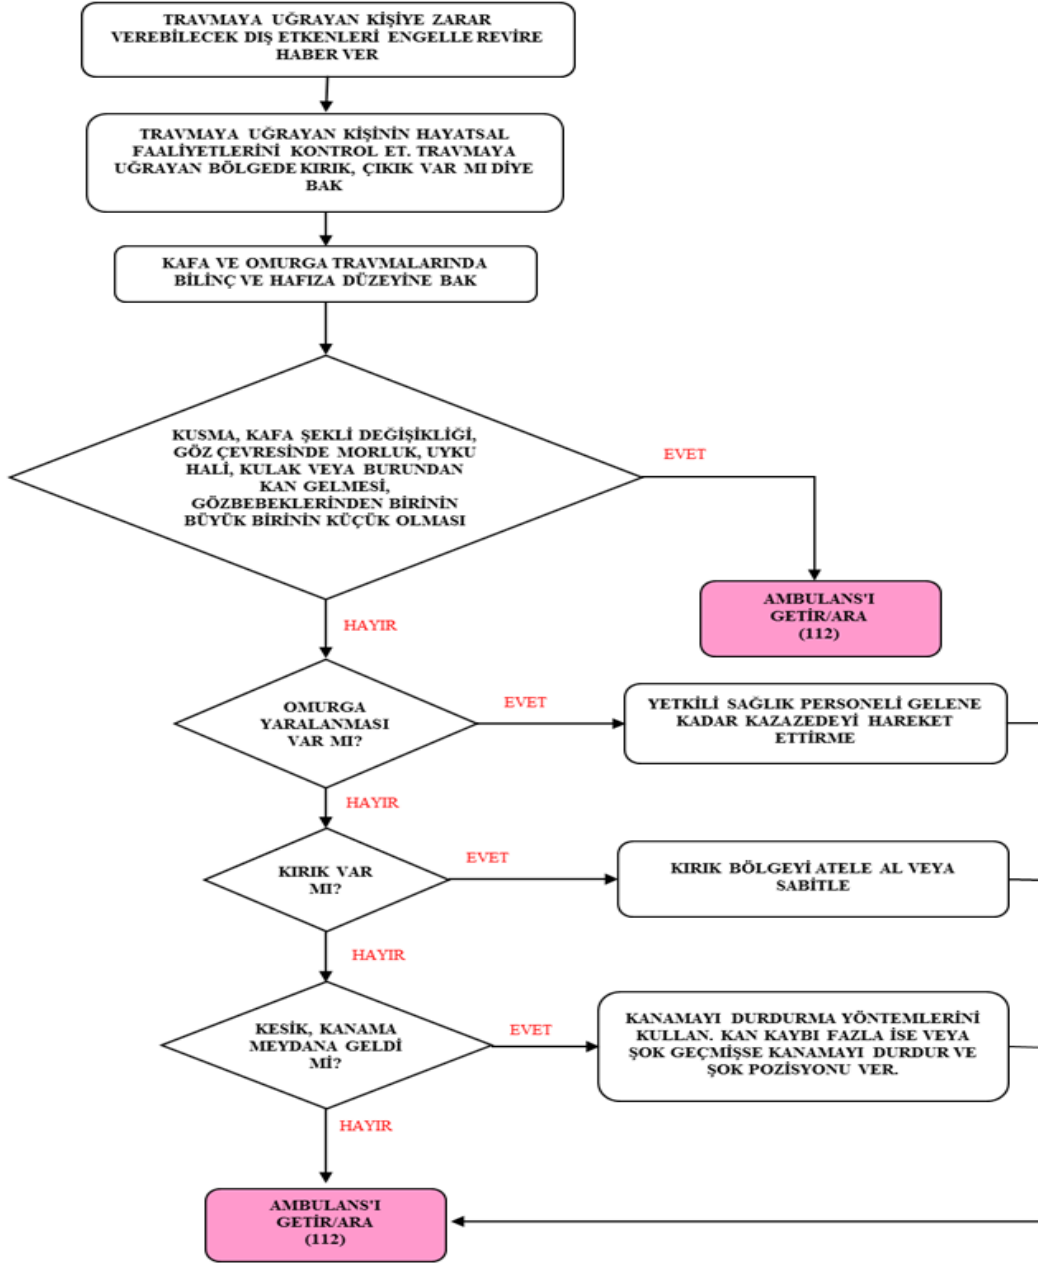 TRAVMAYA UĞRAYAN KİŞİYE ZARAR
VEREBİLECEK DIŞ ETKENLERİ ENGELLE REVİRE
HABER VER
TRAVMAYA UĞRAYAN KİŞİNİN HAYATSAL
FAALİYETLERİNİ KONTROL ET. TRAVMAYA
UĞRAYAN BÖLGEDE KIRIK, ÇIKIK VAR MI DİYE
BAK
KAFA VE OMURGA TRAVMALARINDA
BİLİNÇ VE HAFIZA DÜZEYİNE BAK
KUSMA, KAFA ŞEKLİ DEĞİŞİKLİĞİ,
GÖZ ÇEVRESİNDE MORLUK, UYKU
HALİ, KULAK VEYA BURUNDAN
KAN GELMESİ,
GÖZBEBEKLERİNDEN BİRİNİN
BÜYÜK BİRİNİN KÜÇÜK OLMASI
EVET
AMBULANS'I
GETİR/ARA
(112)
HAYIR
OMURGA
YARALANMASI
VAR MI?
EVET
YETKİLİ SAĞLIK PERSONELİ GELENE
KADAR KAZAZEDEYİ HAREKET
ETTİRME
HAYIR
KIRIK VAR
MI?
EVET
KIRIK BÖLGEYİ ATELE AL VEYA
SABİTLE
HAYIR
KESİK, KANAMA
MEYDANA GELDİ
Mİ?
EVET
KANAMAYI DURDURMA YÖNTEMLERİNİ
KULLAN. KAN KAYBI FAZLA İSE VEYA
ŞOK GEÇMİŞSE KANAMAYI DURDUR VE
ŞOK POZİSYONU VER.
HAYIR
AMBULANS'I
GETİR/ARA
(112)